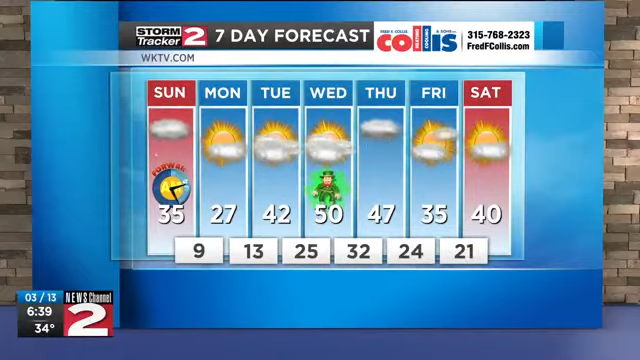 STORM
Tracker 2
7 DAY FORECAST
FRED F. COLLIS & SONS INC.
collis
HEATING
COOLING
315-768-2323
FredFCollis.com
WKTV.COM
SUN MON TUE WED THU FRI SAT
FORWARD
35 27 42 50 47 35 40
9 13 25 32 24 21
03 / 13
6:39
34°
NEWS Channel
2